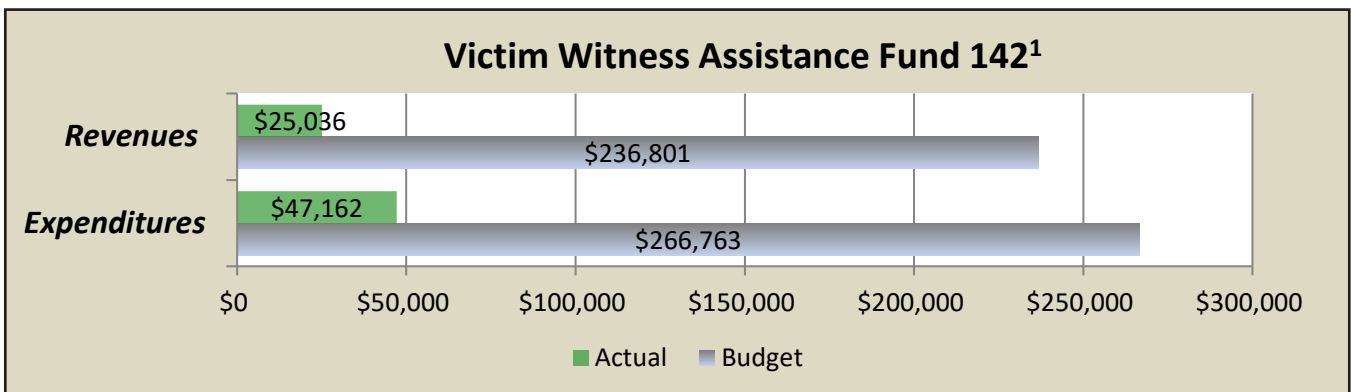 Victim Witness Assistance Fund 142¹
Revenues
$25,036
$236,801
Expenditures
$47,162
$266,763
$0 $50,000 $100,000 $150,000 $200,000 $250,000 $300,000
Actual Budget